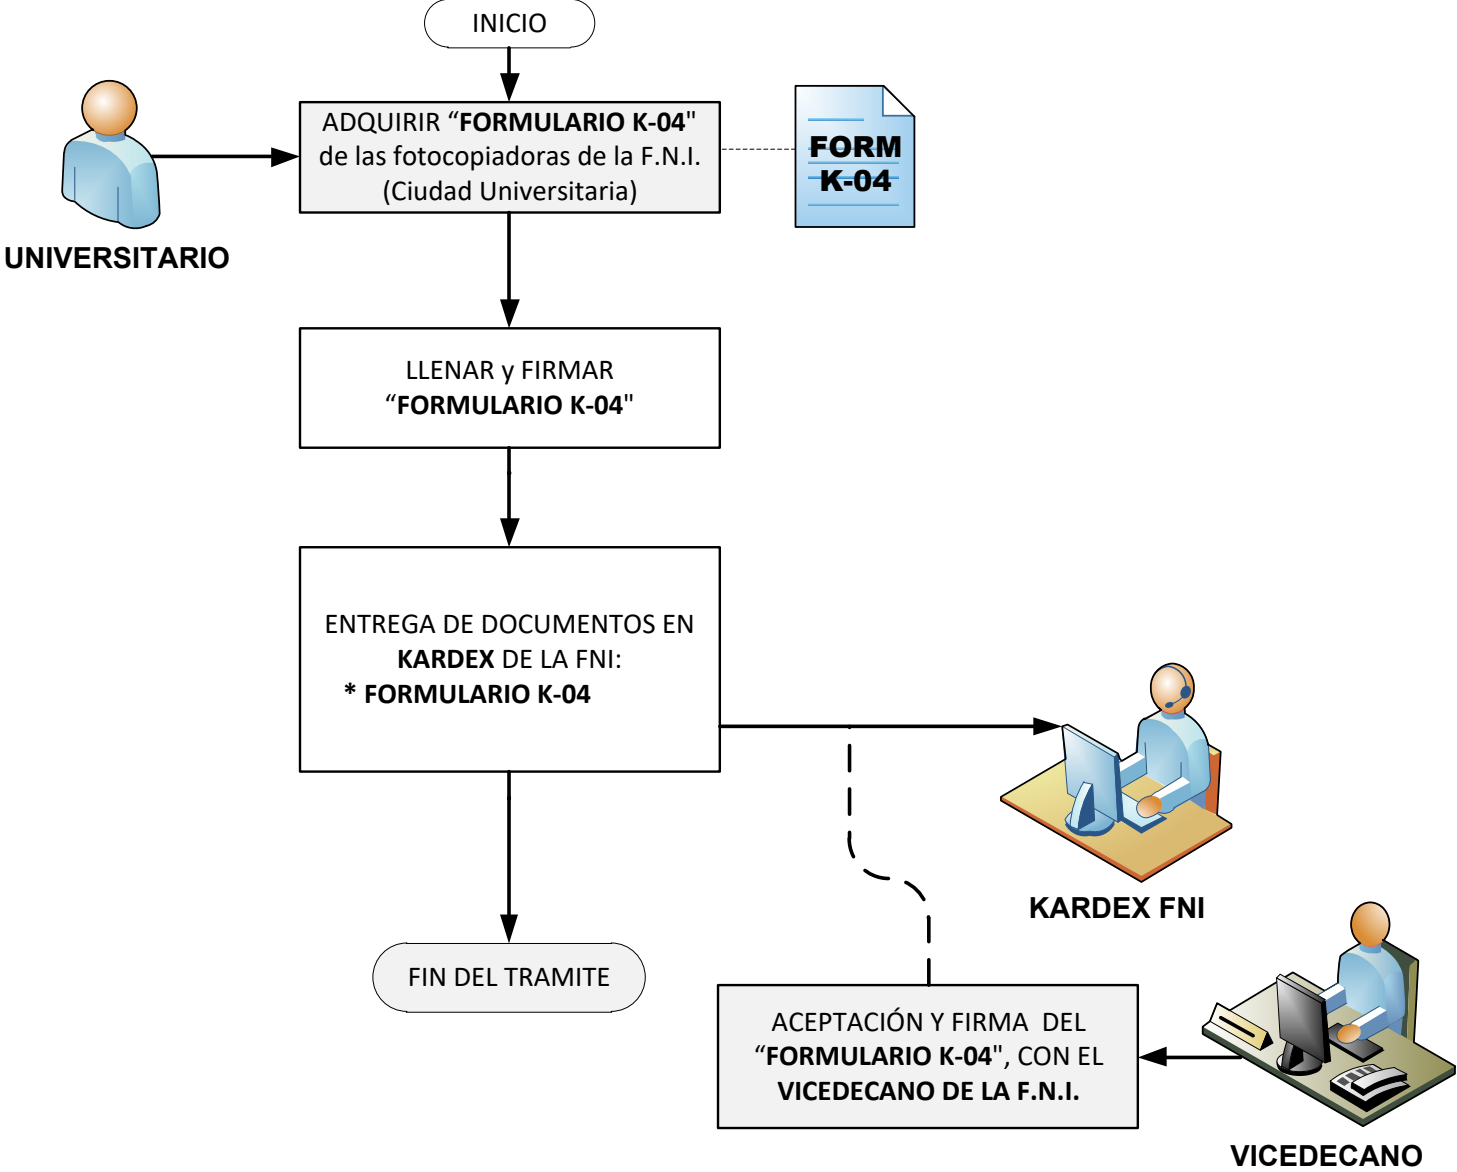 INICIO
ADQUIRIR “FORMULARIO K-04"
de las fotocopiadoras de la F.N.I.
(Ciudad Universitaria)
FORM
K-04
UNIVERSITARIO
LLENAR y FIRMAR
“FORMULARIO K-04"
ENTREGA DE DOCUMENTOS EN
KARDEX DE LA FNI:
* FORMULARIO K-04
KARDEX FNI
FIN DEL TRAMITE
ACEPTACIÓN Y FIRMA DEL
“FORMULARIO K-04", CON EL
VICEDECANO DE LA F.N.I.
VICEDECANO